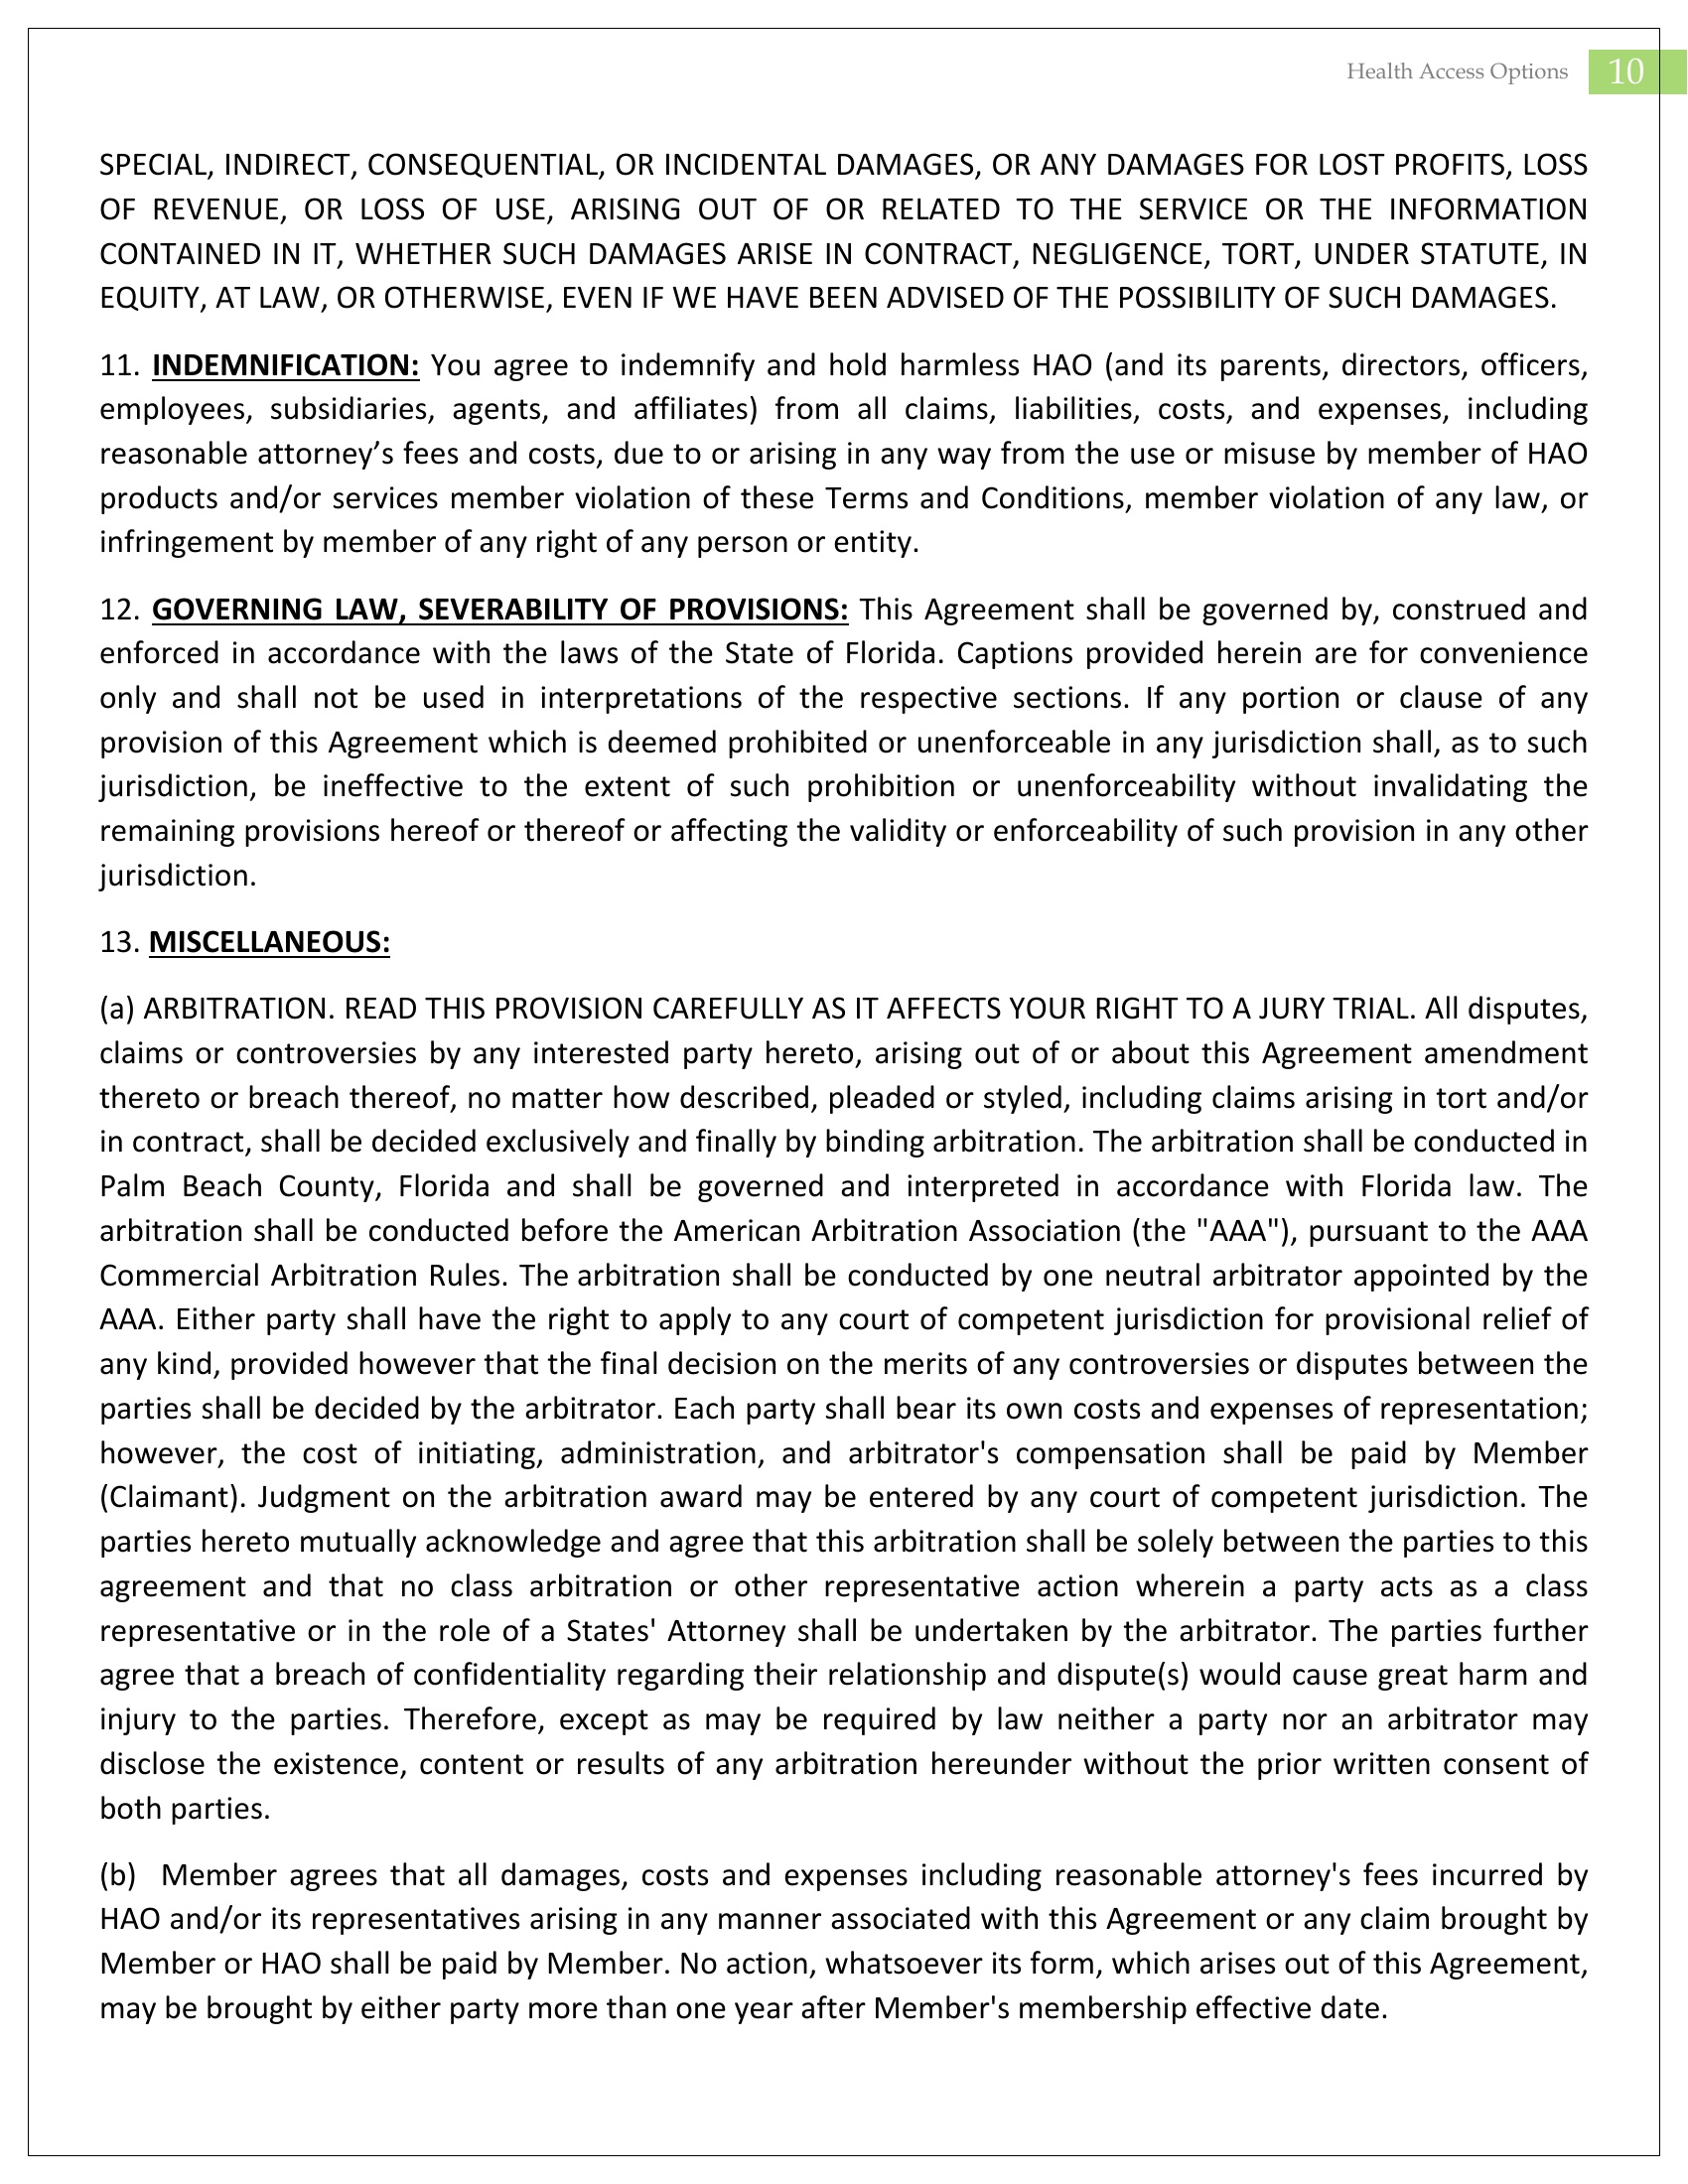 Health Access Options 10
SPECIAL, INDIRECT, CONSEQUENTIAL, OR INCIDENTAL DAMAGES, OR ANY DAMAGES FOR LOST PROFITS, LOSS
OF REVENUE, OR LOSS OF USE, ARISING OUT OF OR RELATED TO THE SERVICE OR THE INFORMATION
CONTAINED IN IT, WHETHER SUCH DAMAGES ARISE IN CONTRACT, NEGLIGENCE, TORT, UNDER STATUTE, IN
EQUITY, AT LAW, OR OTHERWISE, EVEN IF WE HAVE BEEN ADVISED OF THE POSSIBILITY OF SUCH DAMAGES.
11. INDEMNIFICATION: You agree to indemnify and hold harmless HAO (and its parents, directors, officers,
employees, subsidiaries, agents, and affiliates) from all claims, liabilities, costs, and expenses, including
reasonable attorney’s fees and costs, due to or arising in any way from the use or misuse by member of HAO
products and/or services member violation of these Terms and Conditions, member violation of any law, or
infringement by member of any right of any person or entity.
12. GOVERNING LAW, SEVERABILITY OF PROVISIONS: This Agreement shall be governed by, construed and
enforced in accordance with the laws of the State of Florida. Captions provided herein are for convenience
only and shall not be used in interpretations of the respective sections. If any portion or clause of any
provision of this Agreement which is deemed prohibited or unenforceable in any jurisdiction shall, as to such
jurisdiction, be ineffective to the extent of such prohibition or unenforceability without invalidating the
remaining provisions hereof or thereof or affecting the validity or enforceability of such provision in any other
jurisdiction.
13. MISCELLANEOUS:
(a) ARBITRATION. READ THIS PROVISION CAREFULLY AS IT AFFECTS YOUR RIGHT TO A JURY TRIAL. All disputes,
claims or controversies by any interested party hereto, arising out of or about this Agreement amendment
thereto or breach thereof, no matter how described, pleaded or styled, including claims arising in tort and/or
in contract, shall be decided exclusively and finally by binding arbitration. The arbitration shall be conducted in
Palm Beach County, Florida and shall be governed and interpreted in accordance with Florida law. The
arbitration shall be conducted before the American Arbitration Association (the "AAA"), pursuant to the AAA
Commercial Arbitration Rules. The arbitration shall be conducted by one neutral arbitrator appointed by the
AAA. Either party shall have the right to apply to any court of competent jurisdiction for provisional relief of
any kind, provided however that the final decision on the merits of any controversies or disputes between the
parties shall be decided by the arbitrator. Each party shall bear its own costs and expenses of representation;
however, the cost of initiating, administration, and arbitrator's compensation shall be paid by Member
(Claimant). Judgment on the arbitration award may be entered by any court of competent jurisdiction. The
parties hereto mutually acknowledge and agree that this arbitration shall be solely between the parties to this
agreement and that no class arbitration or other representative action wherein a party acts as a class
representative or in the role of a States' Attorney shall be undertaken by the arbitrator. The parties further
agree that a breach of confidentiality regarding their relationship and dispute(s) would cause great harm and
injury to the parties. Therefore, except as may be required by law neither a party nor an arbitrator may
disclose the existence, content or results of any arbitration hereunder without the prior written consent of
both parties.
(b) Member agrees that all damages, costs and expenses including reasonable attorney's fees incurred by
HAO and/or its representatives arising in any manner associated with this Agreement or any claim brought by
Member or HAO shall be paid by Member. No action, whatsoever its form, which arises out of this Agreement,
may be brought by either party more than one year after Member's membership effective date.